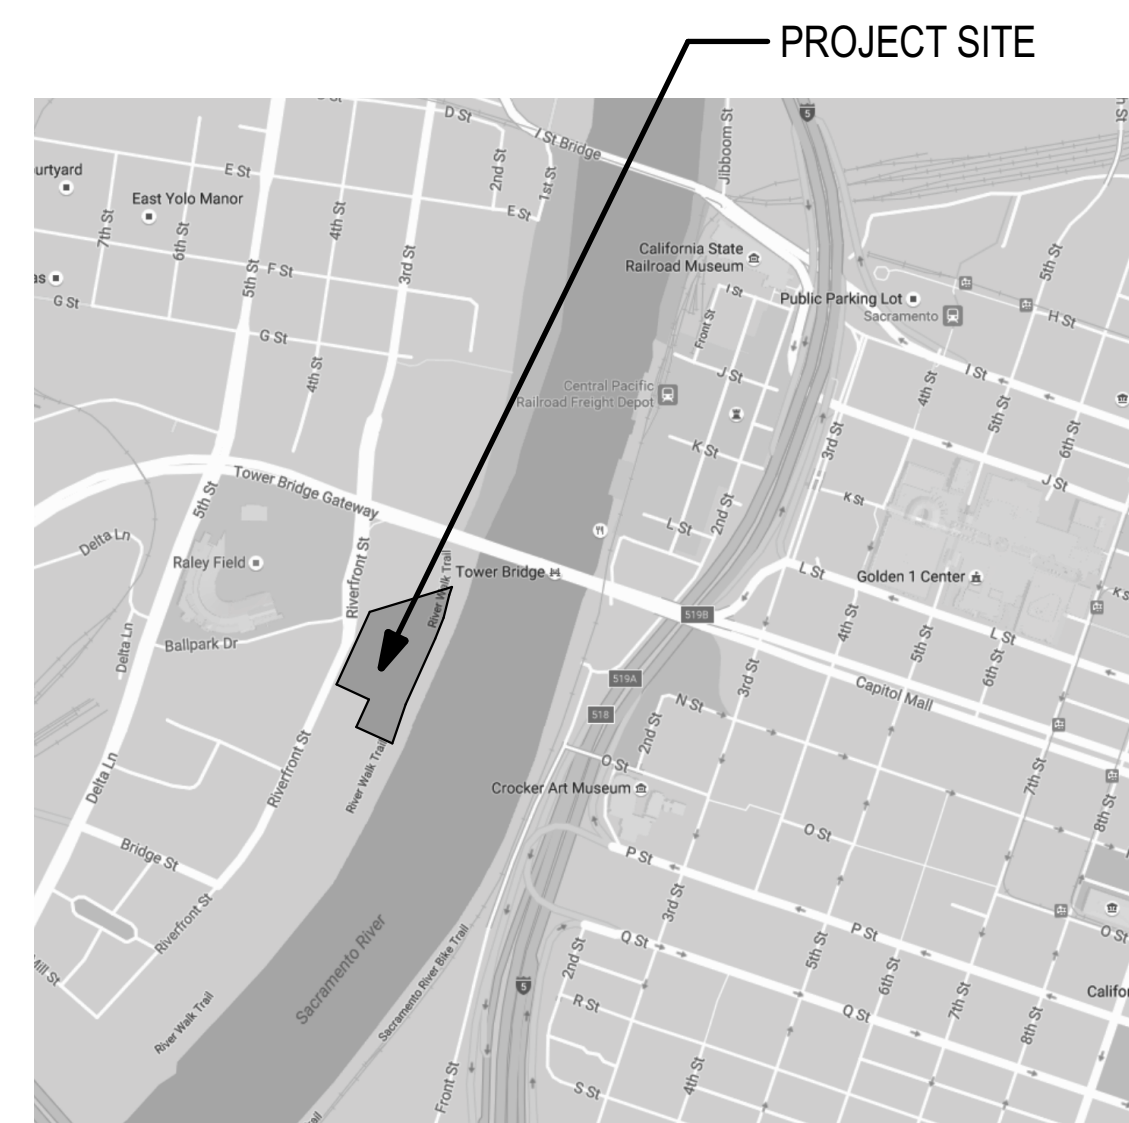 PROJECT SITE
5
D St
I St Bridge
Jibboom St
urtyard
E St
2nd St
1st St
East Yolo Manor
7th St
6th St
4th St
E St
3rd St
5th St
California State
Railroad Museum
5th St
as
F St
G St
I St
Public Parking Lot
Sacramento
H St
G St
Front St
4th St
J St
4th St
I St
5th St
6th St
Central Pacific
Railroad Freight Depot
3rd St
K St
Tower Bridge Gateway
5th St
K St
J St
2nd St
L St
Delta Ln
Raley Field
Riverfront St
River Walk Trail
Tower Bridge
L St
Golden 1 Center
K S
519B
4th St
5th St
L St
6th St
Delta Ln
Ballpark Dr
519A
3rd St
Capitol Mall
518
2nd St
N St
Riverfront St
River Walk Trail
O St
7th St
Delta Ln
Crocker Art Museum
8th St
O St
Bridge St
P St
3rd St
Riverfront St
Sacramento River
Sacramento River Bike Trail
Q St
2nd St
P St
5th St
6th St
O St
Mill St
River Walk Trail
5
R St
Q St
7th St
8th St
Califor
Front St
S St
4th St
ail